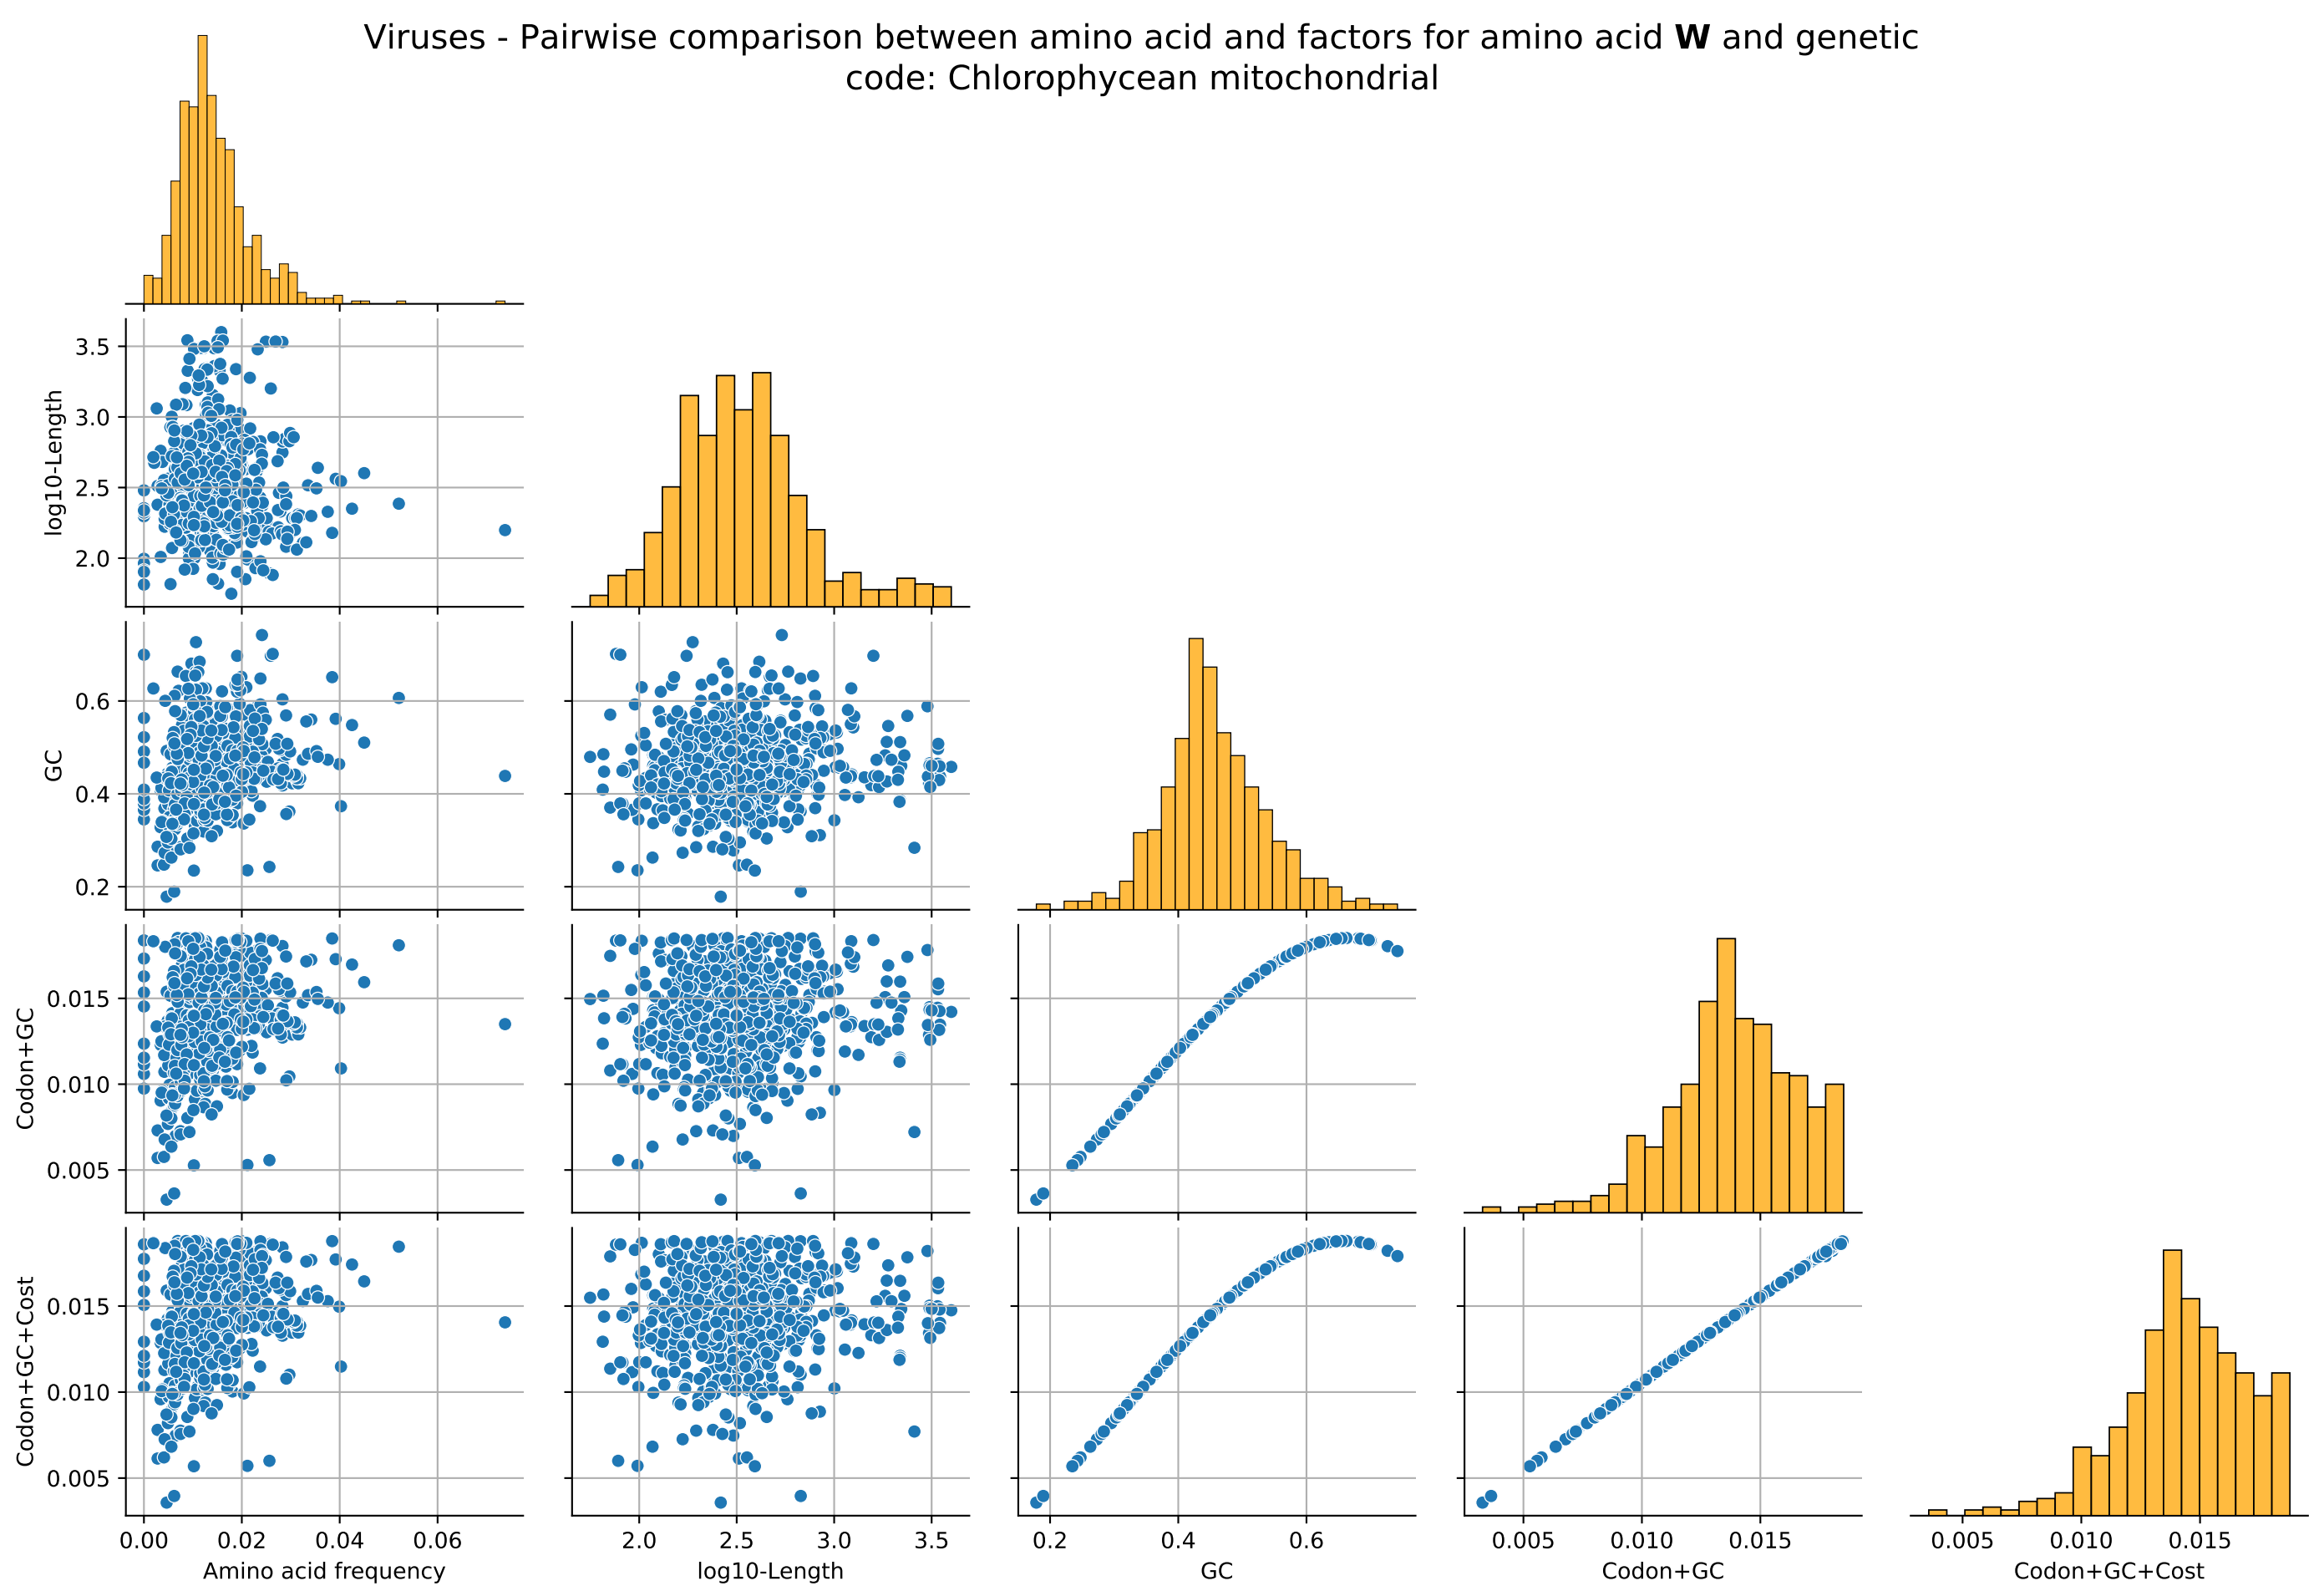 Viruses - Pairwise comparison between amino acid and factors for amino acid W and genetic
code: Chlorophycean mitochondrial
3.5
3.0
2.5
2.0
log10-Length
0.6
0.4
0.2
GC
0.015
0.010
0.005
Codon+GC
0.015
0.010
0.005
Codon+GC+Cost
0.00 0.02 0.04 0.06
Amino acid frequency
2.0 2.5 3.0 3.5
log10-Length
0.2 0.4 0.6
GC
0.005 0.010 0.015
Codon+GC
0.005 0.010 0.015
Codon+GC+Cost